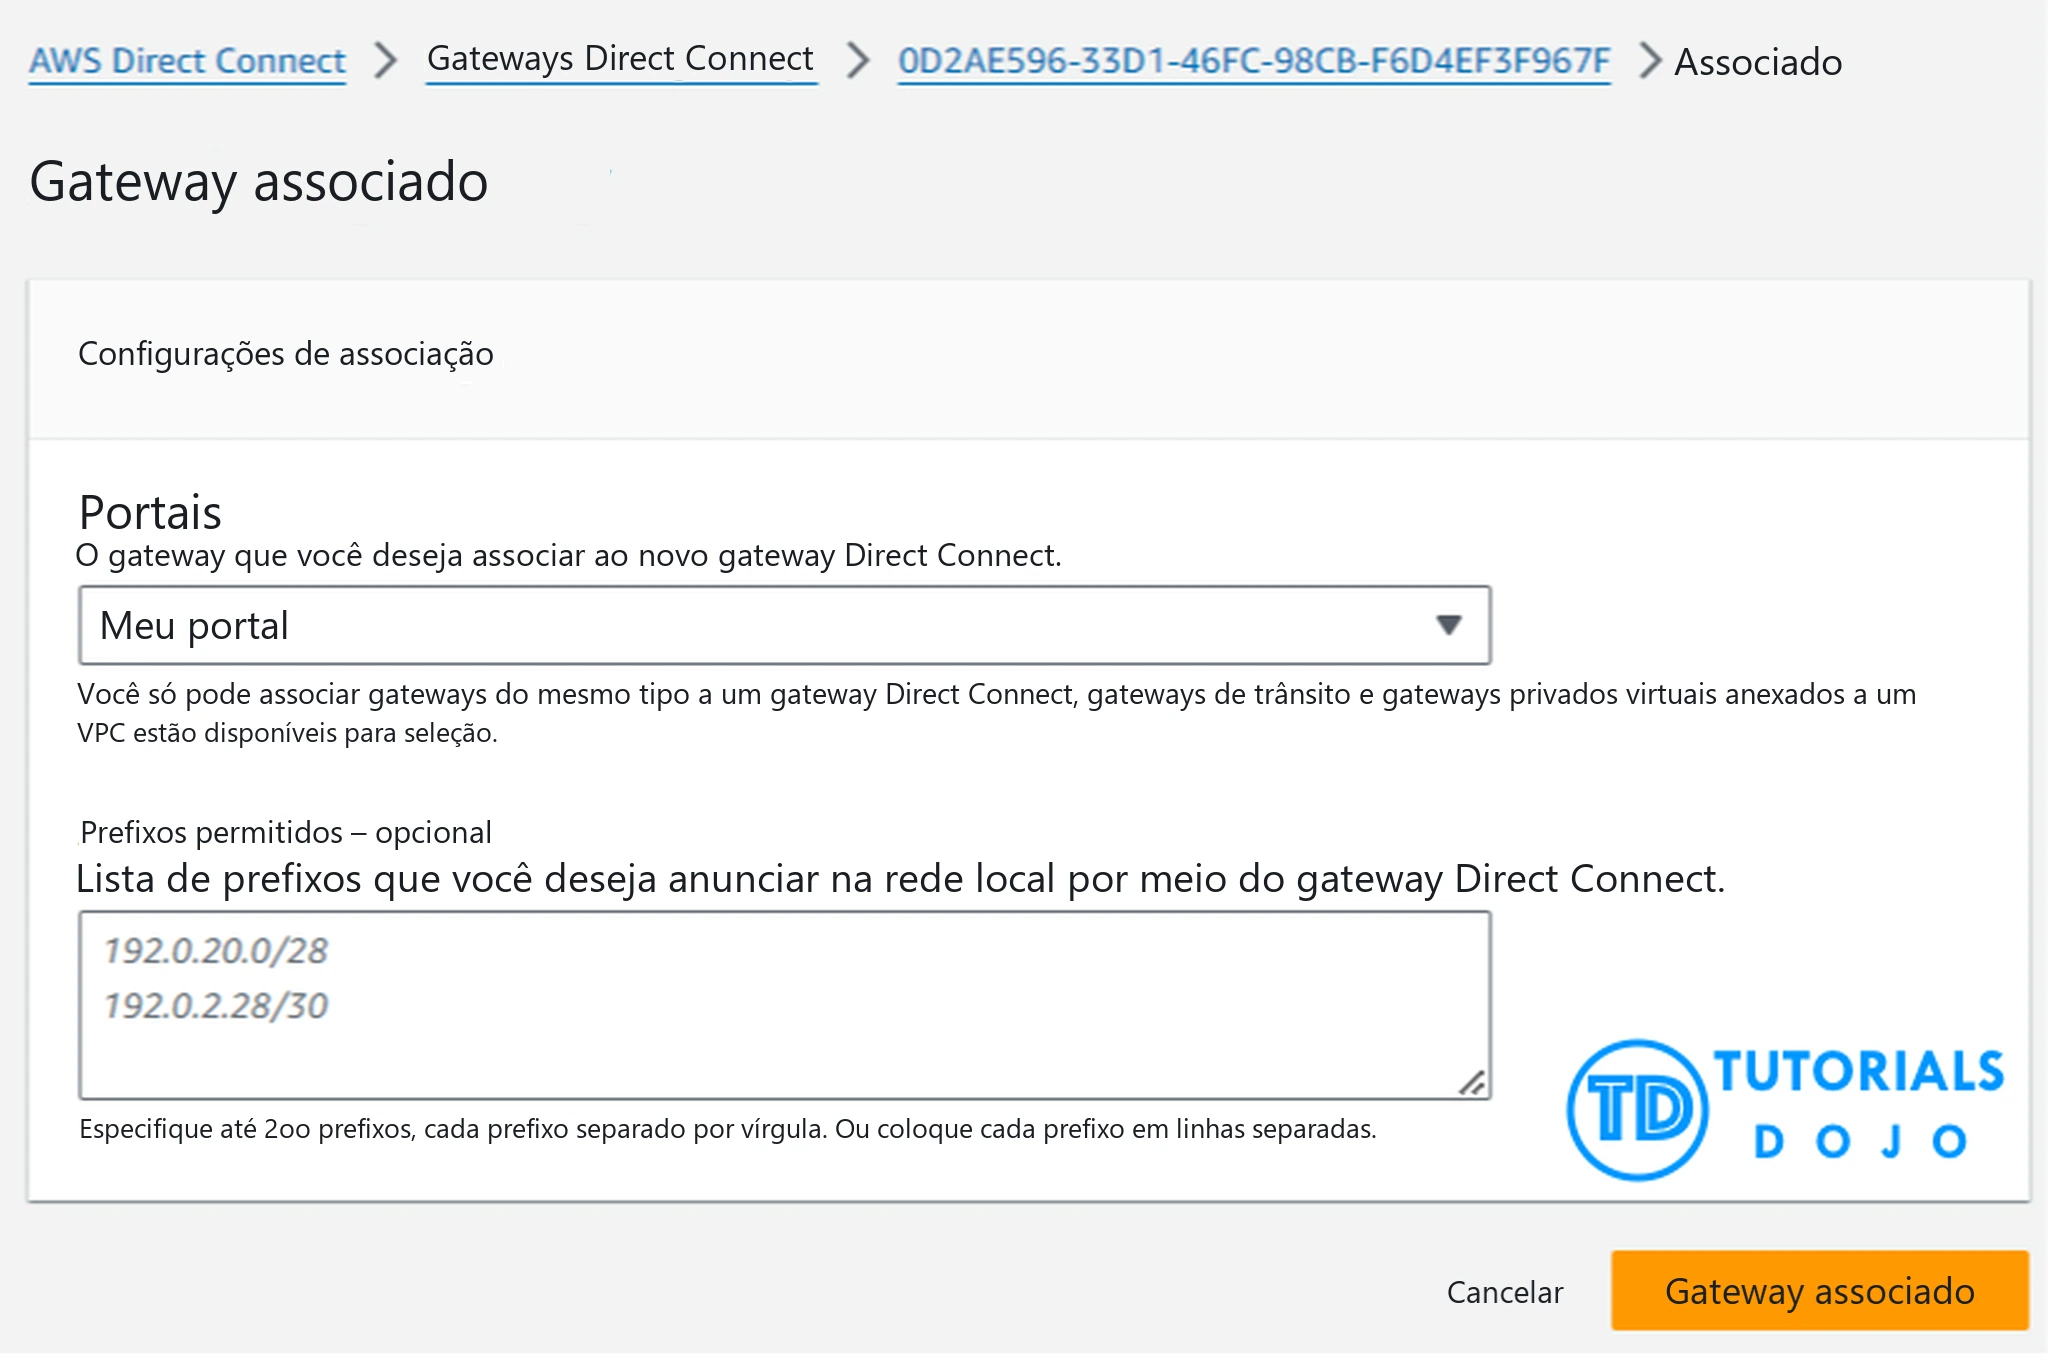 AWS Direct Connect > Gateways Direct Connect > 0D2AE596-33D1-46FC-98CB-F6D4EF3F967F > Associado
Gateway associado
Configurações de associação
Portais
O gateway que você deseja associar ao novo gateway Direct Connect.
Meu portal
Você só pode associar gateways do mesmo tipo a um gateway Direct Connect, gateways de trânsito e gateways privados virtuais anexados a um
VPC estão disponíveis para seleção.
Prefixos permitidos – opcional
Lista de prefixos que você deseja anunciar na rede local por meio do gateway Direct Connect.
192.0.20.0/28
192.0.2.28/30
Especifique até 2oo prefixos, cada prefixo separado por vírgula. Ou coloque cada prefixo em linhas separadas.
TD TUTORIALS
DOJO
Cancelar
Gateway associado